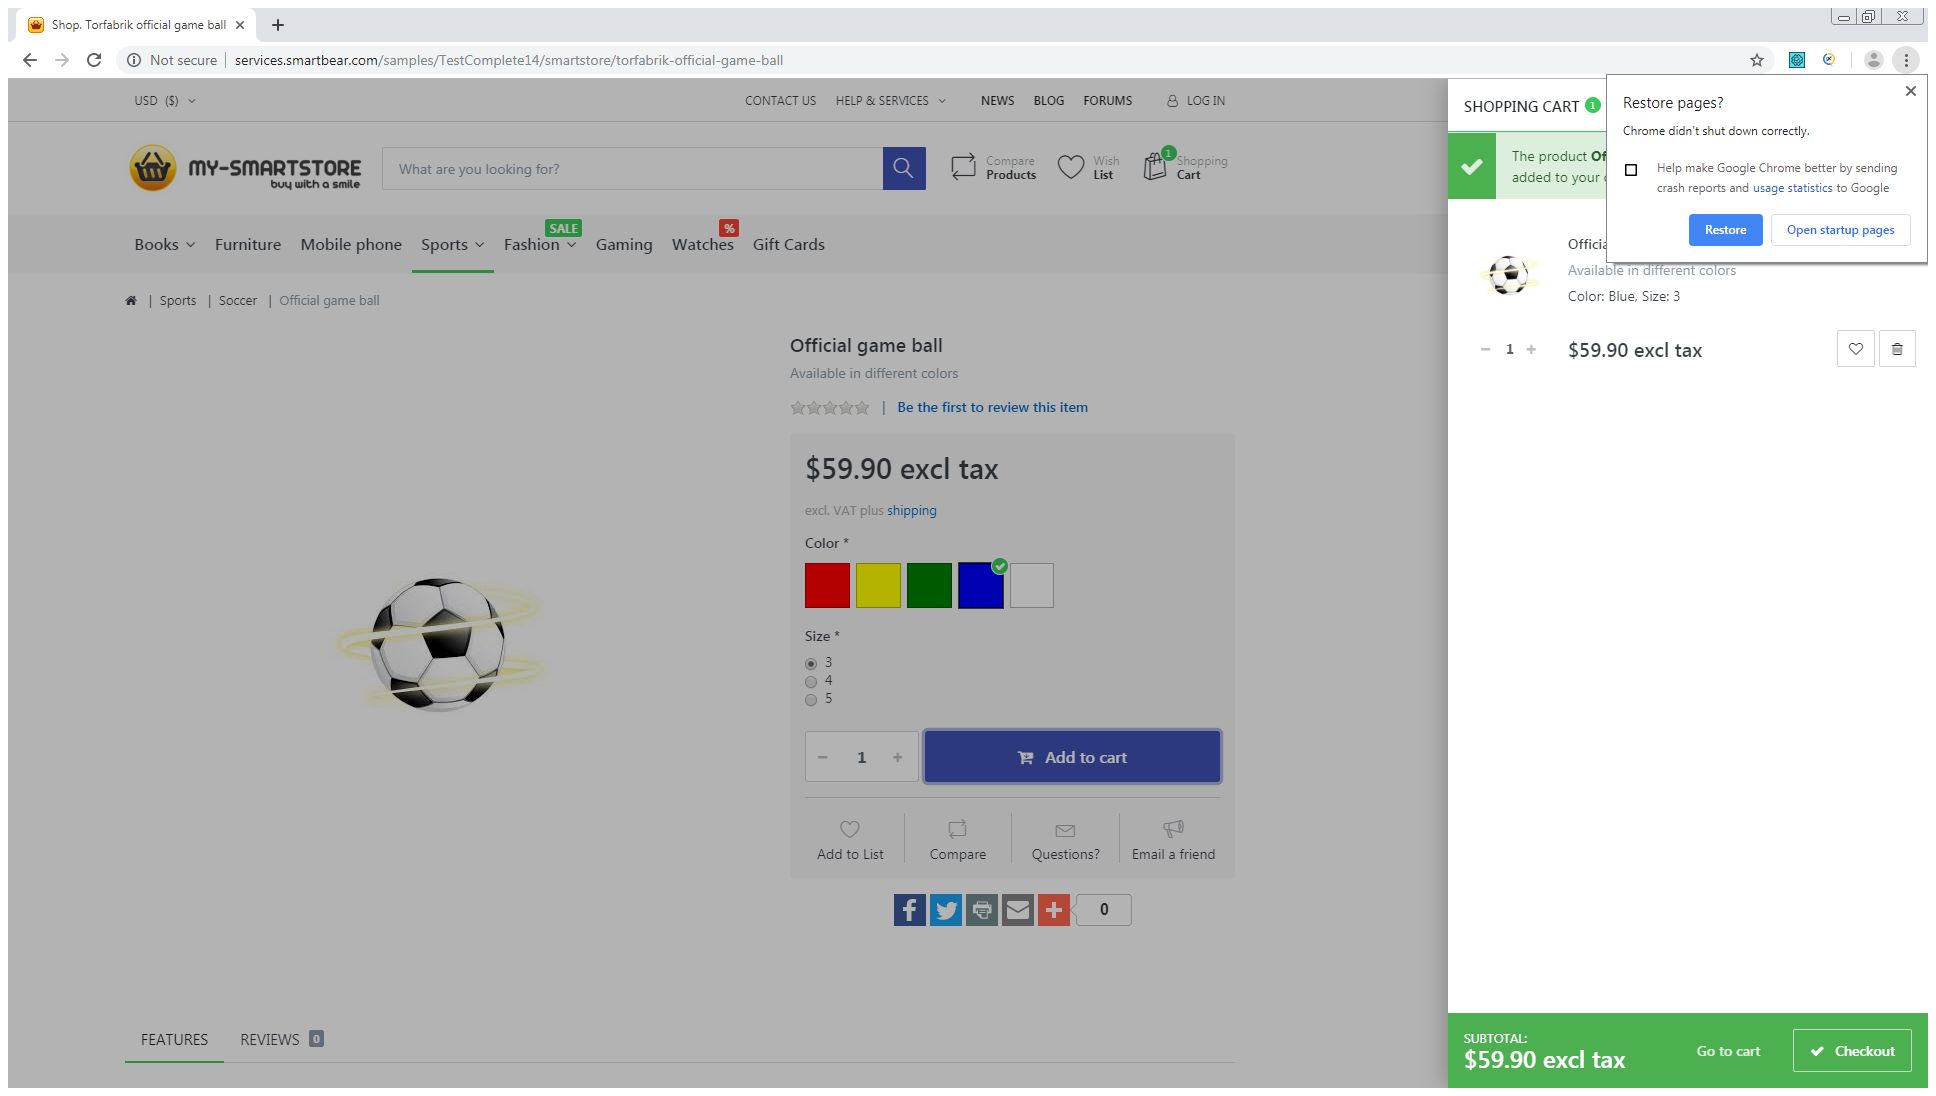 Shop. Torfabrik official game ball
Not secure services.smartbear.com/samples/TestComplete14/smartstore/torfabrik-official-game-ball
USD ($)
CONTACT US HELP & SERVICES NEWS BLOG FORUMS LOG IN
MY-SMARTSTORE
buy with a smile
What are you looking for?
Compare
Products
Wish
List
1
Shopping
Cart
Books Furniture Mobile phone Sports Fashion SALE Gaming Watches % Gift Cards
| Sports | Soccer | Official game ball
Official game ball
Available in different colors
| Be the first to review this item
$59.90 excl tax
excl. VAT plus shipping
Color *
Size *
3
4
5
1
Add to cart
Add to List Compare Questions? Email a friend
0
FEATURES REVIEWS 0
SHOPPING CART 1
The product Of
added to your
Officia
Available in different colors
Color: Blue, Size: 3
1 $59.90 excl tax
SUBTOTAL:
$59.90 excl tax
Go to cart
Checkout
Restore pages?
Chrome didn't shut down correctly.
Help make Google Chrome better by sending
crash reports and usage statistics to Google
Restore Open startup pages